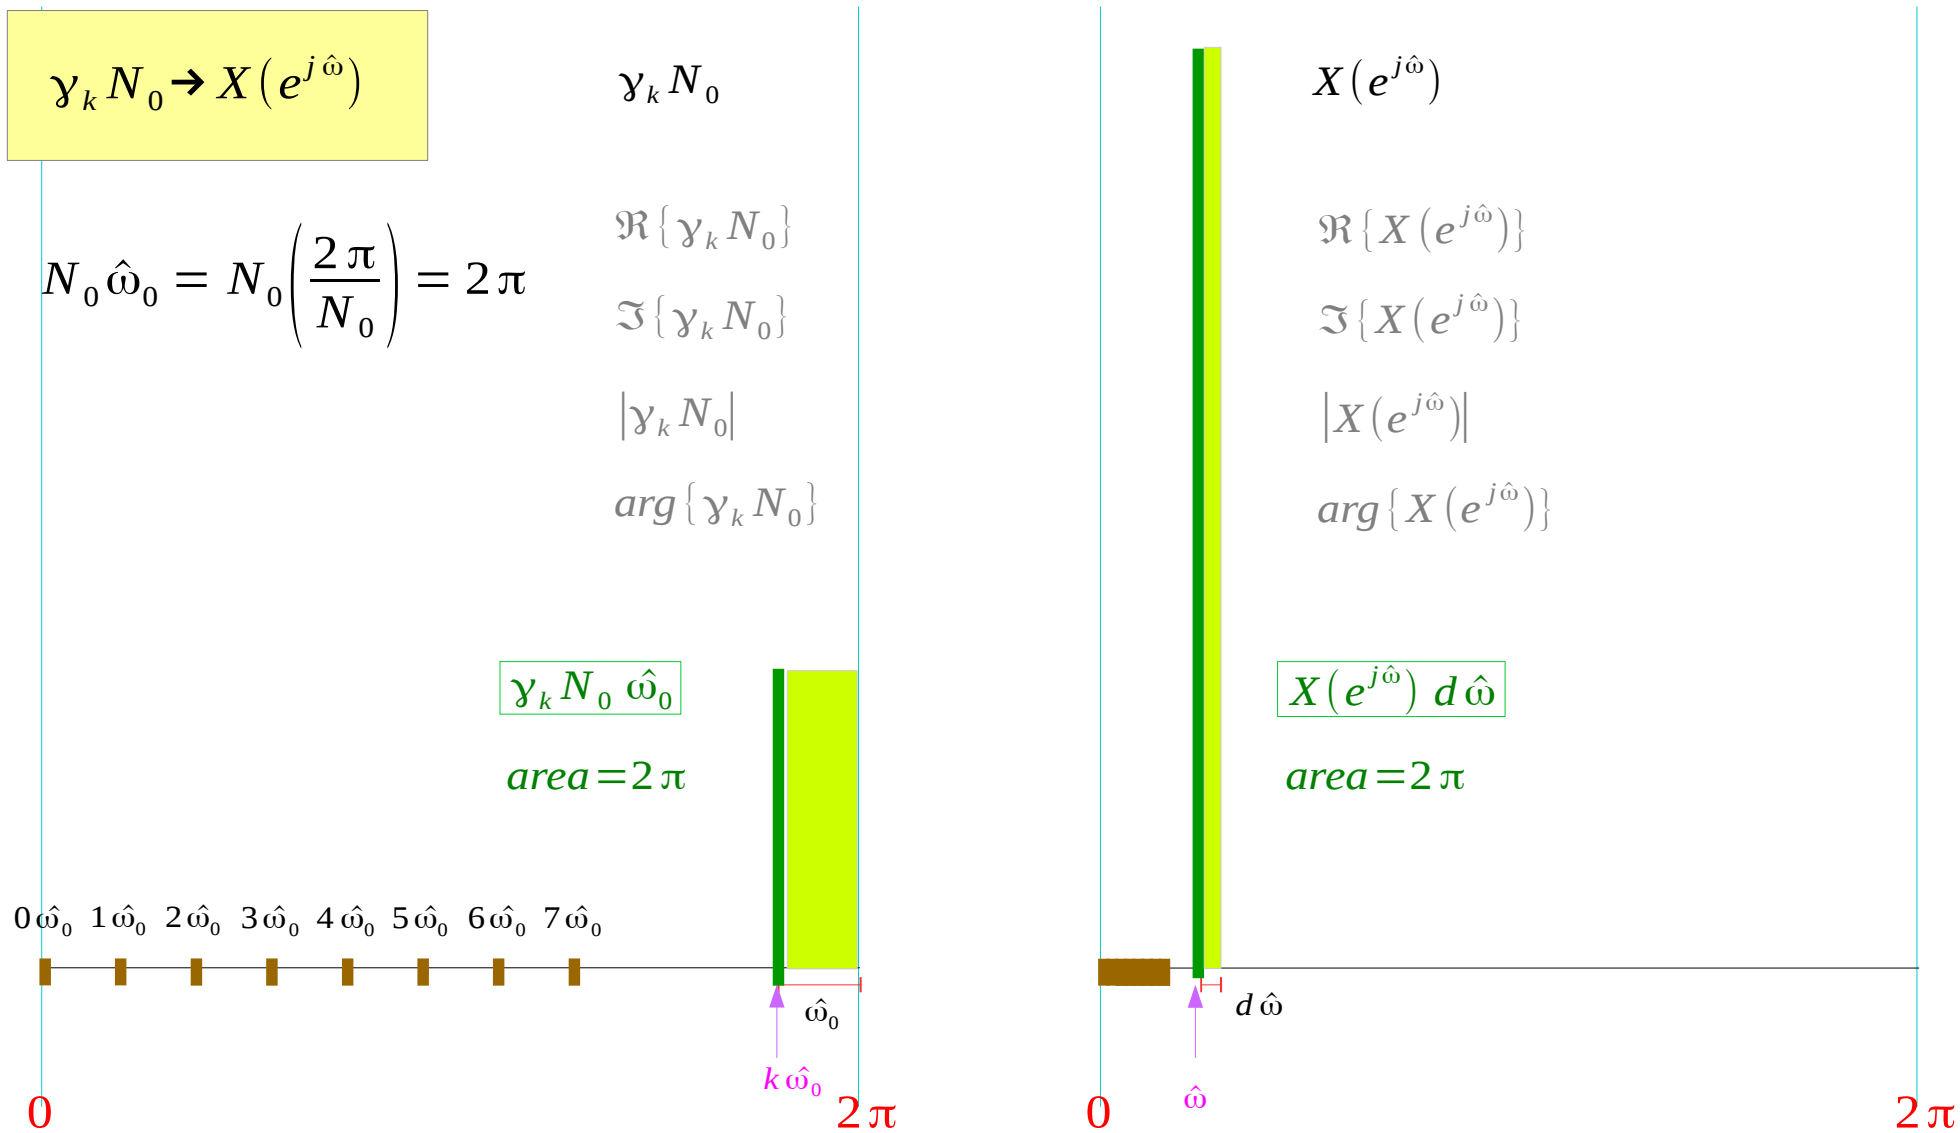 γ_k N_0 → X(e^{jω̂})
γ_k N_0
X(e^{jω̂})
N_0 ω̂_0 = N_0 (2π / N_0) = 2π
ℜ{γ_k N_0}
ℑ{γ_k N_0}
|γ_k N_0|
arg{γ_k N_0}
ℜ{X(e^{jω̂})}
ℑ{X(e^{jω̂})}
|X(e^{jω̂})|
arg{X(e^{jω̂})}
γ_k N_0 ω̂_0
area=2π
X(e^{jω̂}) dω̂
area=2π
0ω̂_0 1ω̂_0 2ω̂_0 3ω̂_0 4ω̂_0 5ω̂_0 6ω̂_0 7ω̂_0
ω̂_0
dω̂
kω̂_0
ω̂
0
2π
0
2π